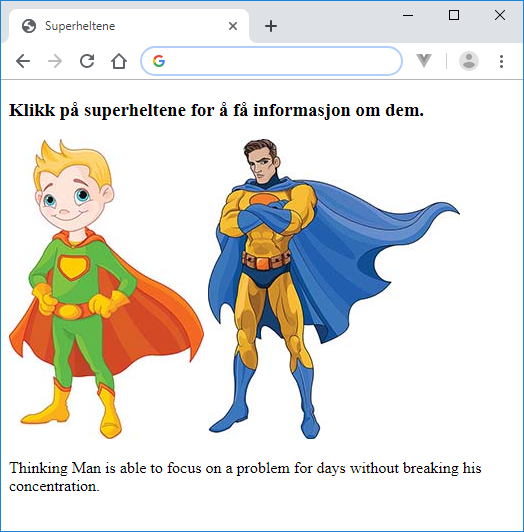 Superheltene
Klikk på superheltene for å få informasjon om dem.
Thinking Man is able to focus on a problem for days without breaking his
concentration.